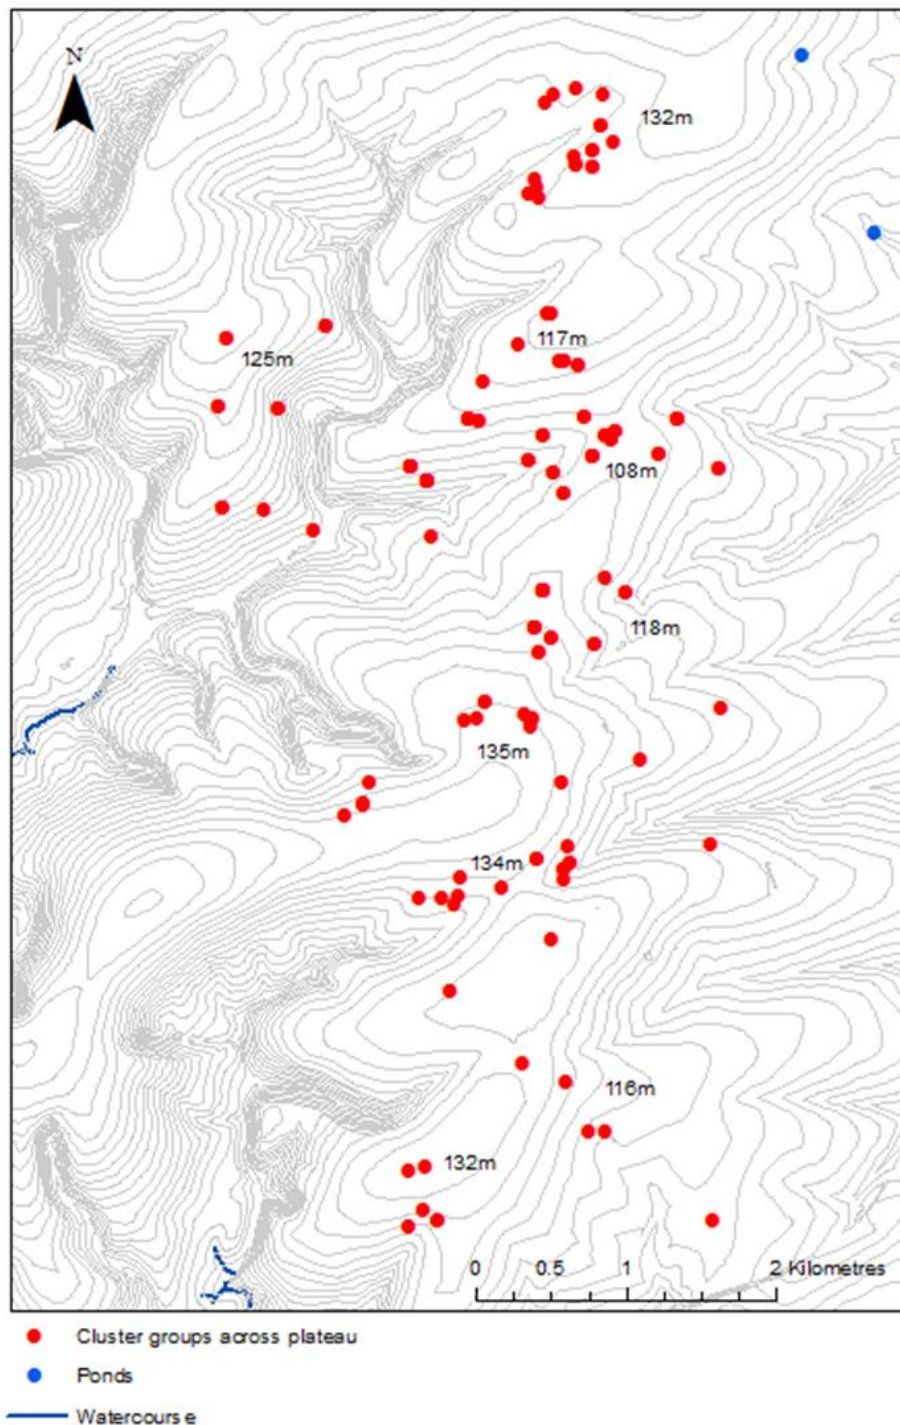 N
132m
117m
125m
108m
118m
135m
134m
116m
132m
0 0.5 1 2 Kilometres
Cluster groups across plateau
Ponds
Watercourse